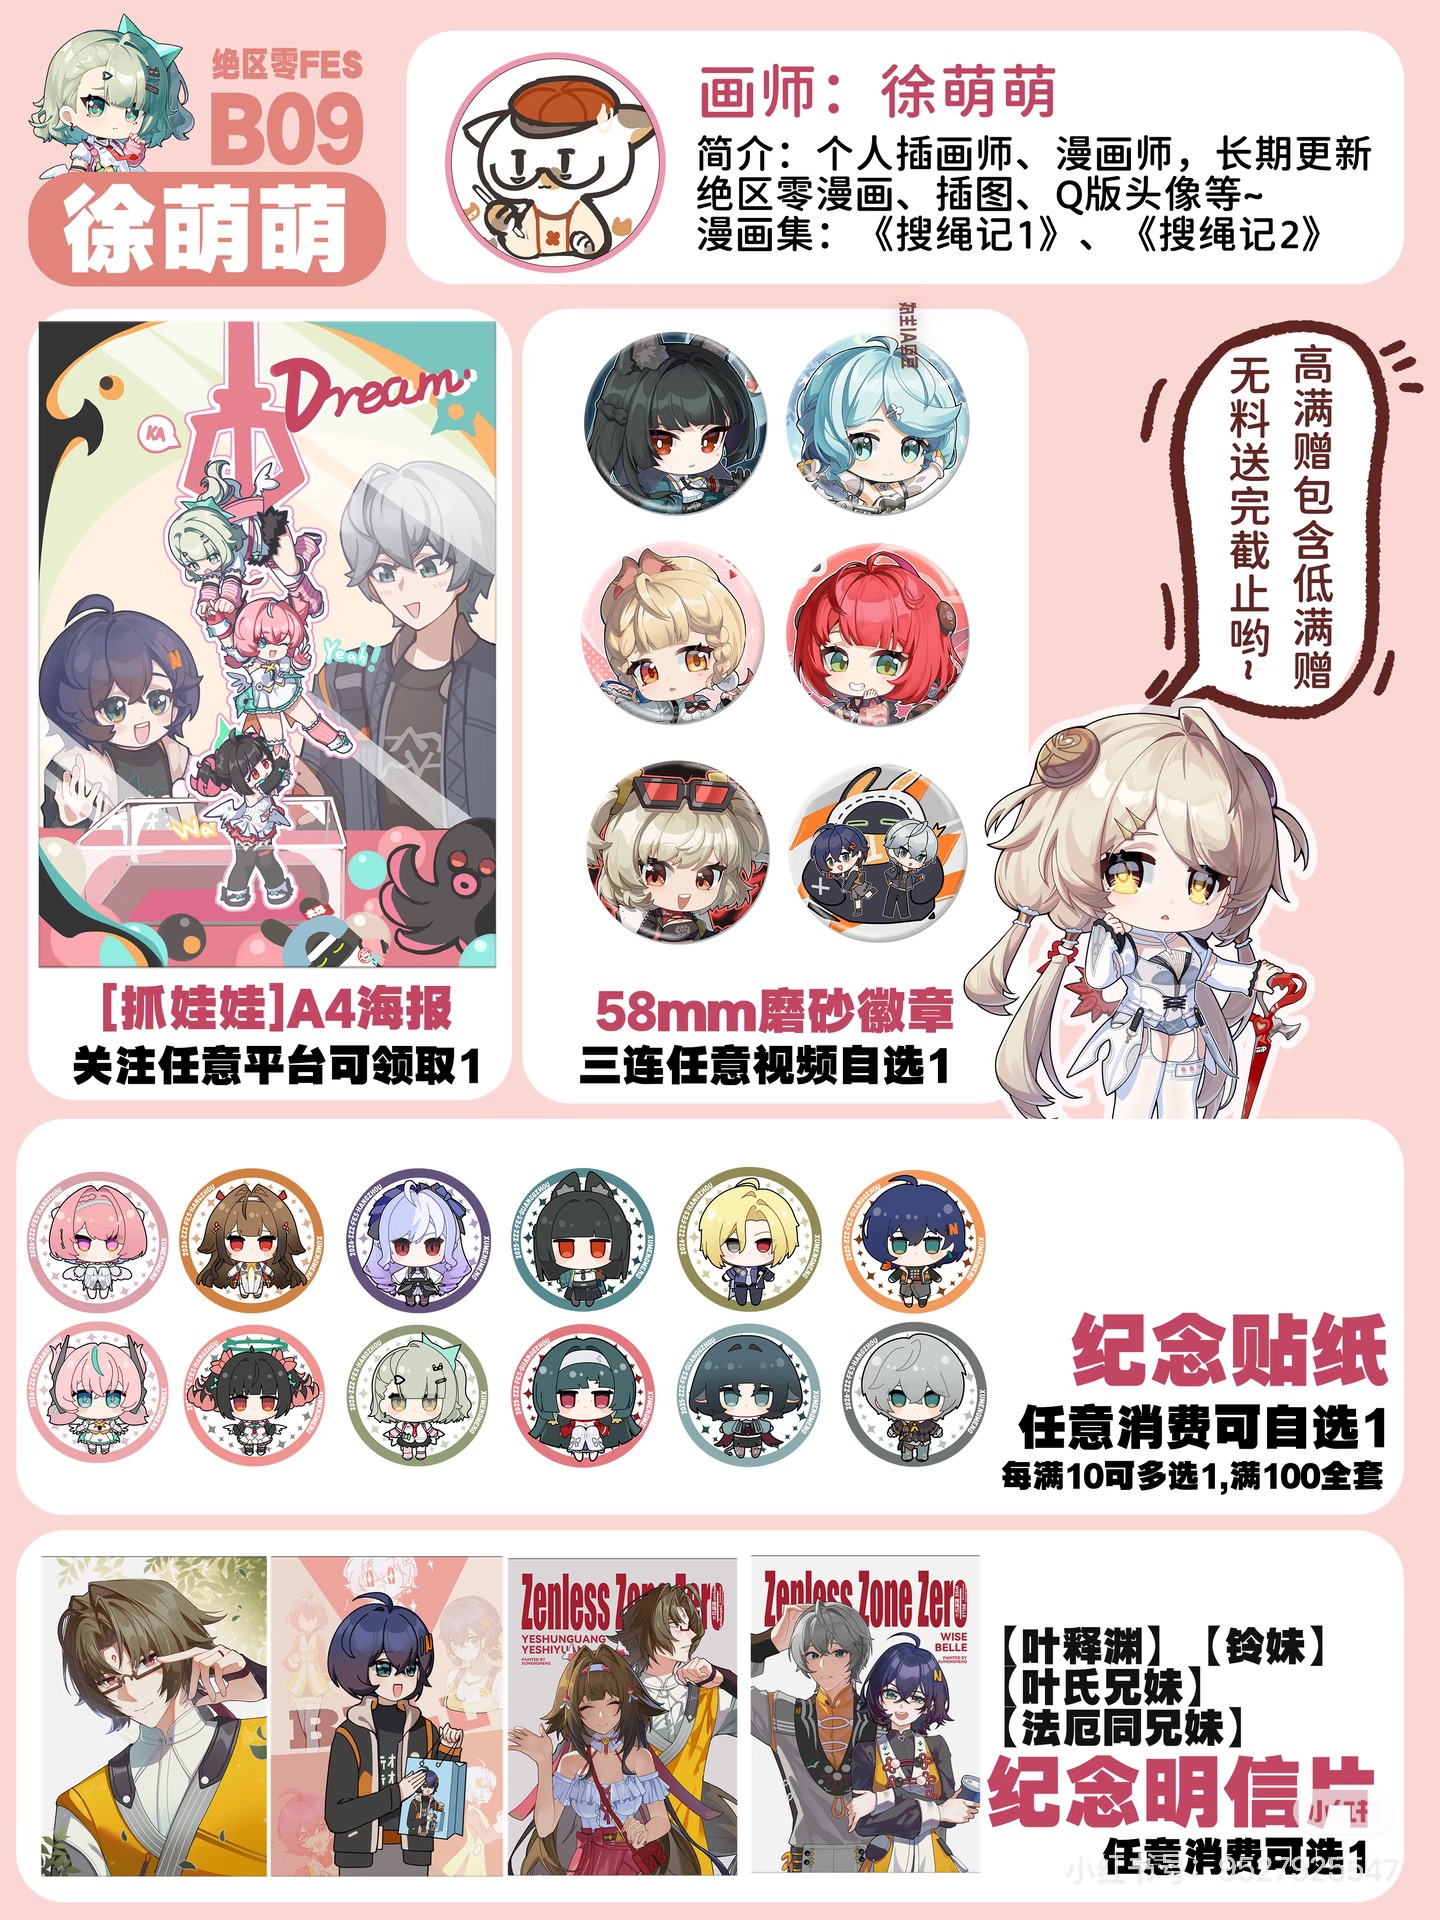 绝区零FES
B09
徐萌萌
画师：徐萌萌
简介：个人插画师、漫画师，长期更新
绝区零漫画、插图、Q版头像等~
漫画集：《搜绳记1》、《搜绳记2》
Dream
KA
Yeah!
Wa
[抓娃娃]A4海报
关注任意平台可领取1
58mm磨砂徽章
三连任意视频自选1
高满赠包含低满赠
无料送完截止哟~
纪念贴纸
任意消费可自选1
每满10可多选1,满100全套
Zenless Zone Zero
YESHUNGUANG
PAINTED BY
XUMENGMENG
Zenless Zone Zero
WISE
BELLE
PAINTED BY
XUMENGMENG
【叶释渊】 【铃妹】
【叶氏兄妹】
【法厄同兄妹】
纪念明信片
任意消费可选1